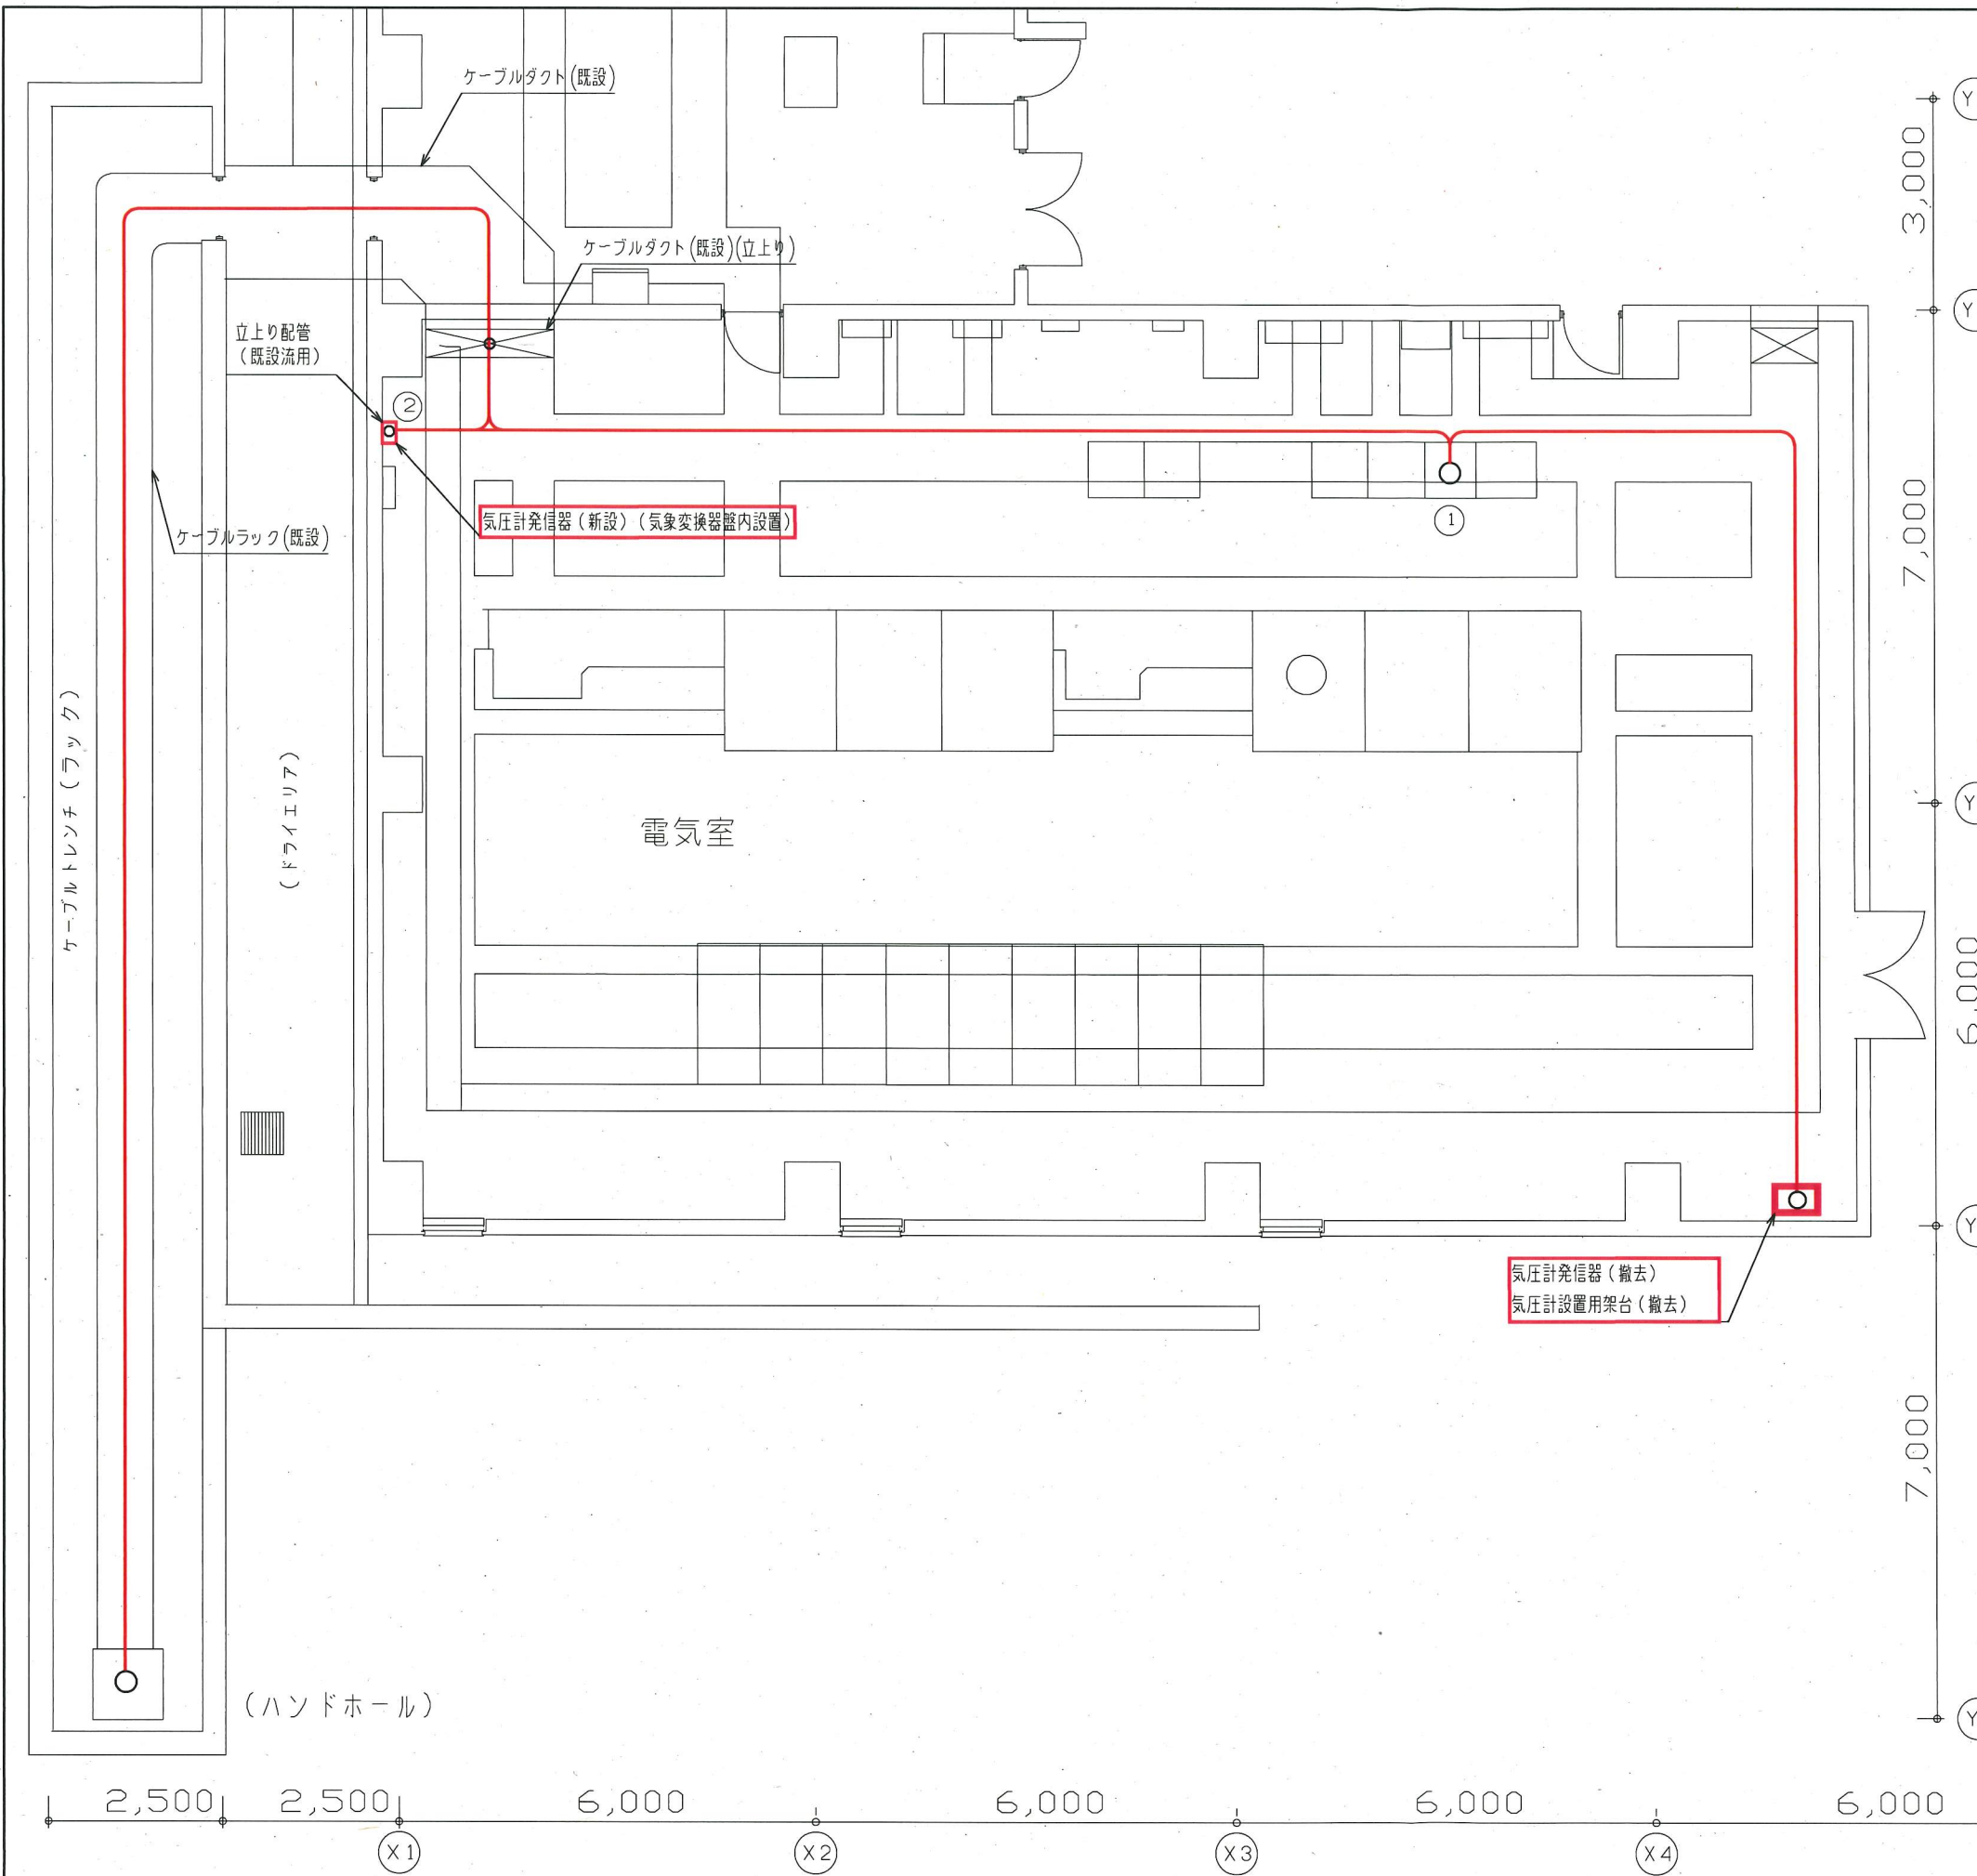 ケーブルダクト(既設)
Y
3,000
ケーブルダクト(既設)(立上り)
Y
立上り配管
（既設流用）
②
気圧計発信器（新設）（気象変換器盤内設置）
①
7,000
ケーブルラック(既設)
ケーブルトレンチ（ラック）
（ドライエリア）
電気室
Y
6,000
Y
気圧計発信器（撤去）
気圧計設置用架台（撤去）
7,000
（ハンドホール）
Y
2,500
2,500
6,000
6,000
6,000
6,000
X1
X2
X3
X4